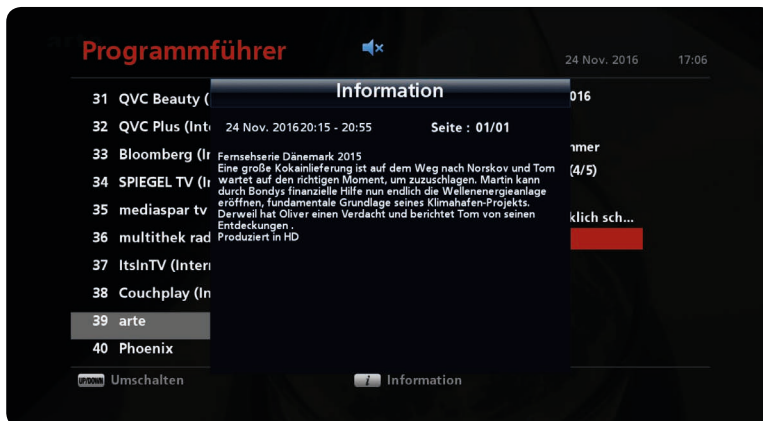 Programmführer
24 Nov. 2016 17:06
Information
24 Nov. 201620:15 - 20:55 Seite : 01/01
Fernsehserie Dänemark 2015
Eine große Kokainlieferung ist auf dem Weg nach Norskov und Tom
wartet auf den richtigen Moment, um zuzuschlagen. Martin kann
durch Bondys finanzielle Hilfe nun endlich die Wellenenergieanlage
eröffnen, fundamentale Grundlage seines Klimahafen-Projekts.
Derweil hat Oliver einen Verdacht und berichtet Tom von seinen
Entdeckungen .
Produziert in HD
31 QVC Beauty (
32 QVC Plus (Int
33 Bloomberg (
34 SPIEGEL TV (
35 mediaspar tv
36 multithek rad
37 ItsInTV (Inter
38 Couchplay (In
39 arte
40 Phoenix
016
mmer
(4/5)
klich sch...
UP/DOWN Umschalten
i Information